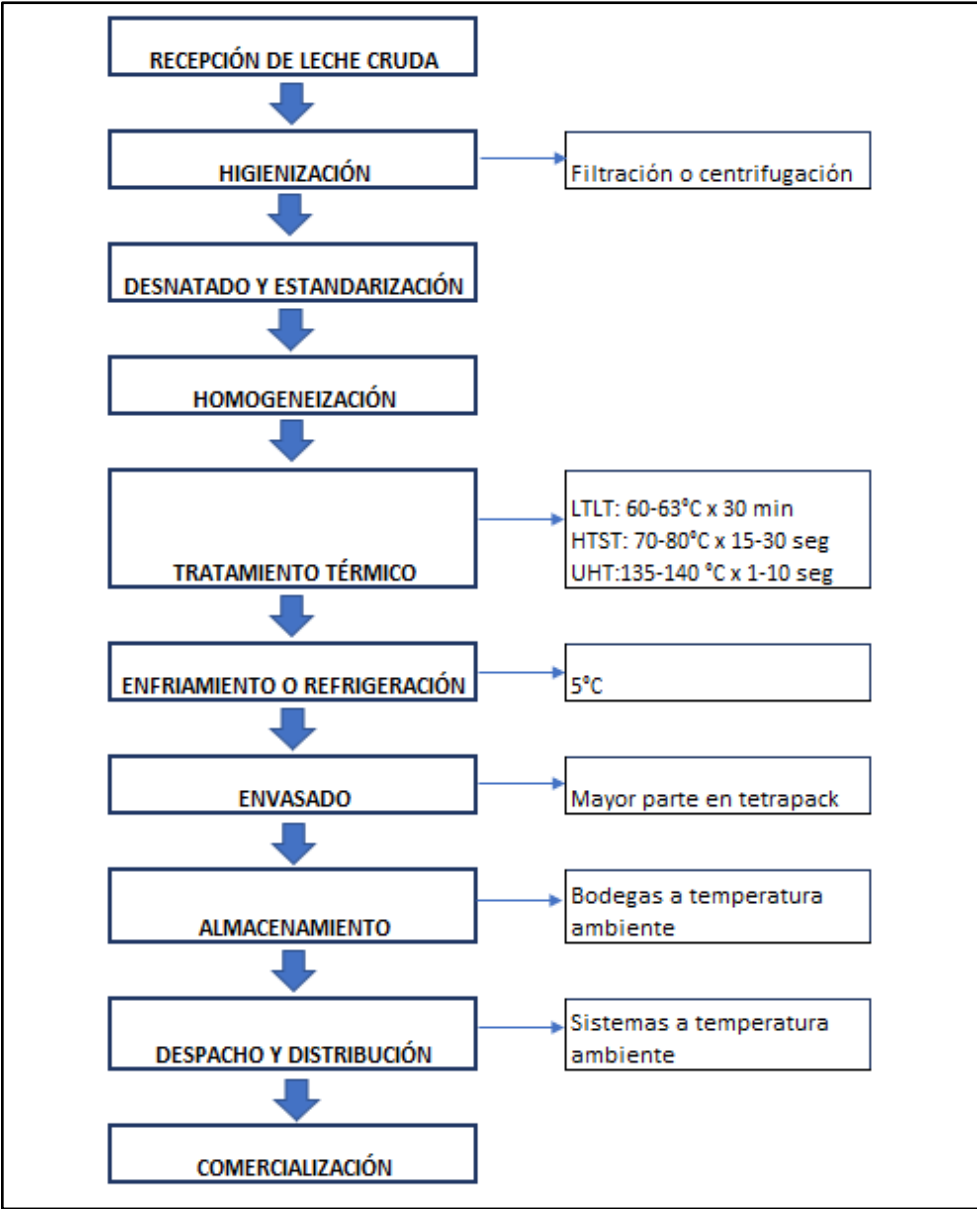 RECEPCIÓN DE LECHE CRUDA
HIGIENIZACIÓN
Filtración o centrifugación
DESNATADO Y ESTANDARIZACIÓN
HOMOGENEIZACIÓN
TRATAMIENTO TÉRMICO
LTLT: 60-63°C x 30 min
HTST: 70-80°C x 15-30 seg
UHT:135-140 °C x 1-10 seg
ENFRIAMIENTO O REFRIGERACIÓN
5°C
ENVASADO
Mayor parte en tetrapack
ALMACENAMIENTO
Bodegas a temperatura
ambiente
DESPACHO Y DISTRIBUCIÓN
Sistemas a temperatura
ambiente
COMERCIALIZACIÓN